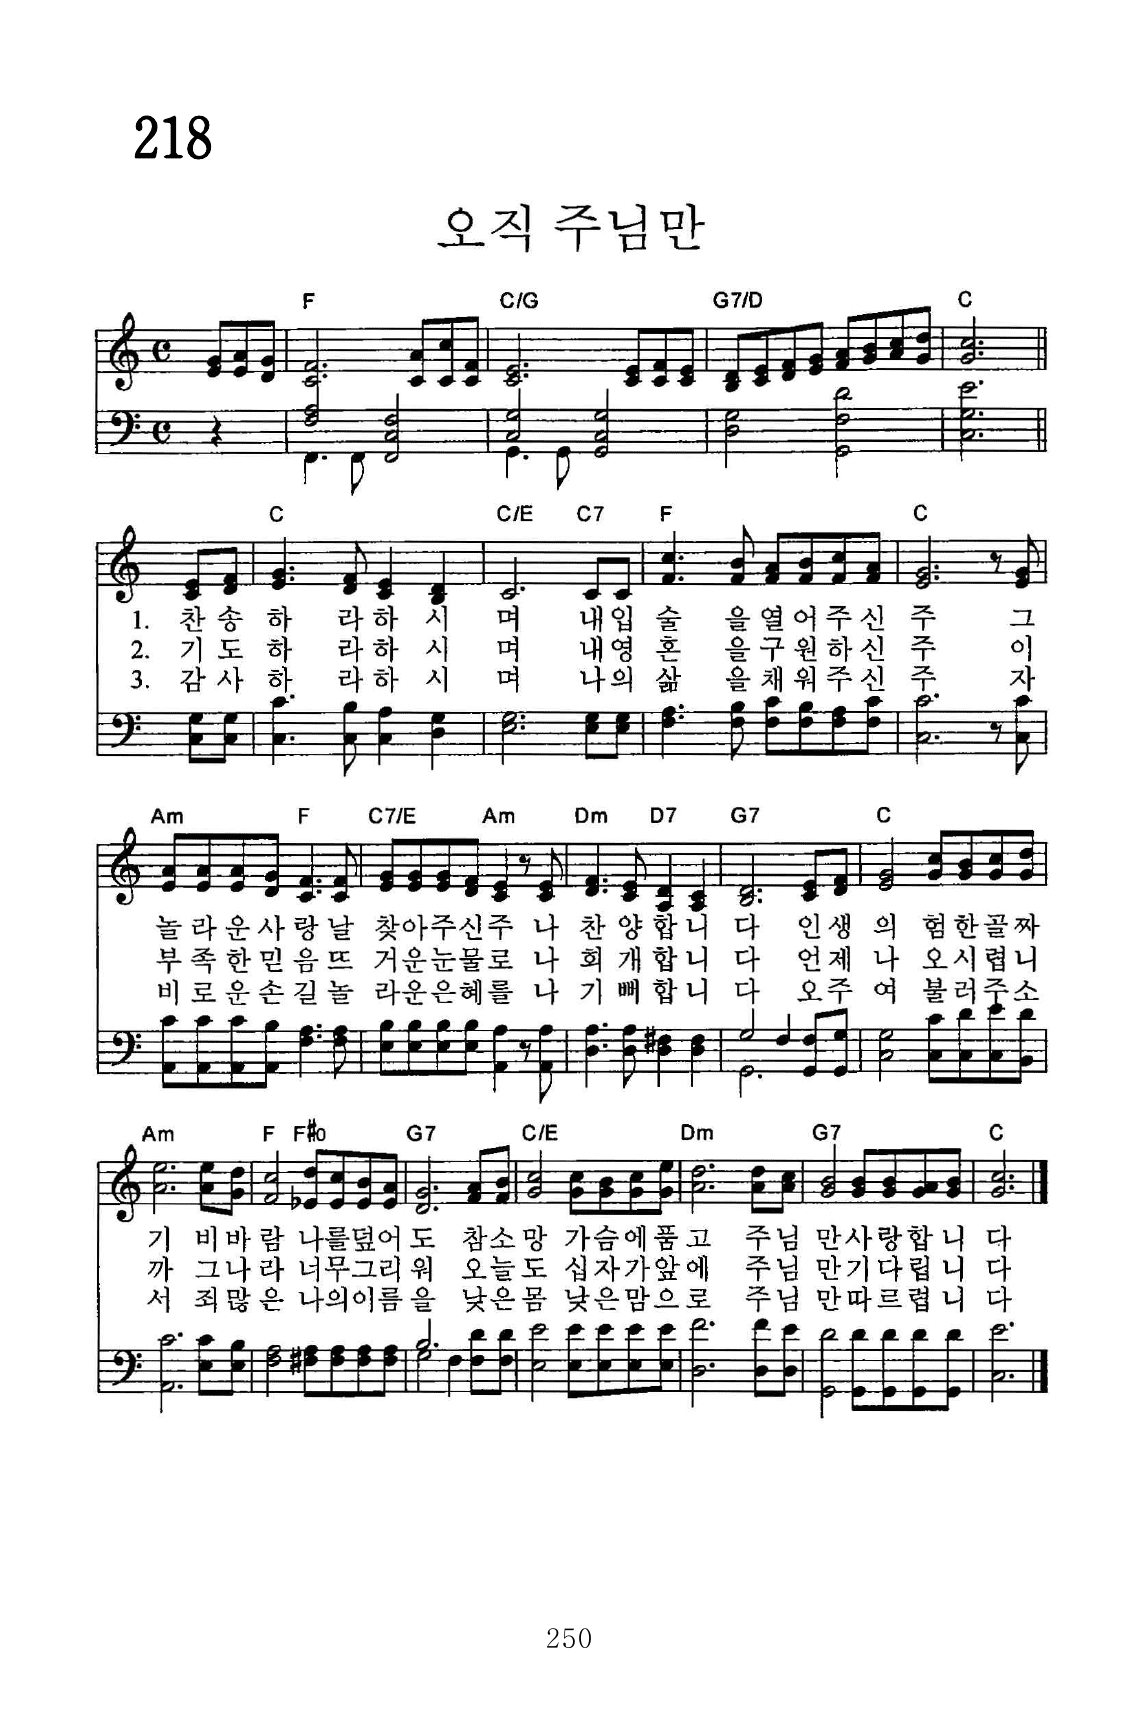 218
오직 주님만
F C/G G7/D C
C C/E C7 F C
1. 찬송하 라하시 며 내입 술 을열어주신 주 그
2. 기도하 라하시 며 내영 혼 을구원하신 주 이
3. 감사하 라하시 며 나의 삶 을채워주신 주 자
Am F C7/E Am Dm D7 G7 C
놀라운사랑날 찾아주신주 나 찬양합니 다 인생 의 험한골짜
부족한믿음뜨 거운눈물로 나 회개합니 다 언제 나 오시렵니
비로운손길놀 라운은혜를 나 기뻐합니 다 오주 여 불러주소
Am F F#o G7 C/E Dm G7 C
기 비바 람 나를덮어도 참소 망 가슴에품고 주님 만사랑합니 다
까 그나 라 너무그리워 오늘 도 십자가앞에 주님 만기다립니 다
서 죄많 은 나의이름을 낮은 몸 낮은맘으로 주님 만따르렵니 다
250